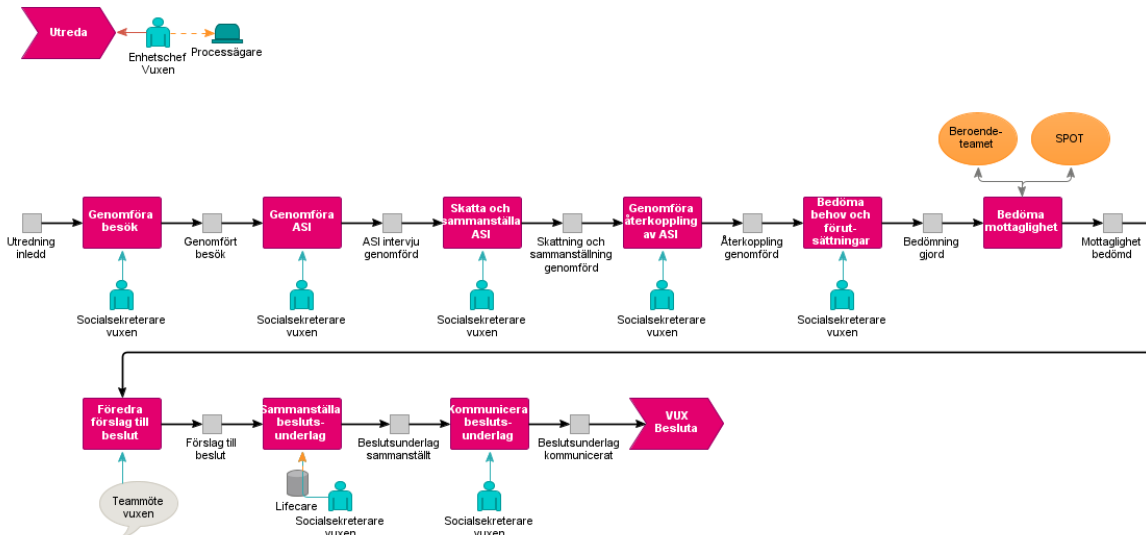 Utreda
Enhetschef
Vuxen
Processägare
Beroende-
teamet
SPOT
Utredning
inledd
Genomföra
besök
Genomfört
besök
Genomföra
ASI
ASI intervju
genomförd
Skatta och
sammanställa
ASI
Skattning och
sammanställning
genomförd
Genomföra
återkoppling
av ASI
Återkoppling
genomförd
Bedöma
behov och
förut-
sättningar
Bedömning
gjord
Bedöma
mottaglighet
Mottaglighet
bedömd
Socialsekreterare
vuxen
Socialsekreterare
vuxen
Socialsekreterare
vuxen
Socialsekreterare
vuxen
Socialsekreterare
vuxen
Föredra
förslag till
beslut
Förslag till
beslut
Sammanställa
besluts-
underlag
Beslutsunderlag
sammanställt
Kommunicera
besluts-
underlag
Beslutsunderlag
kommunicerat
VUX
Besluta
Teammöte
vuxen
Lifecare
Socialsekreterare
vuxen
Socialsekreterare
vuxen